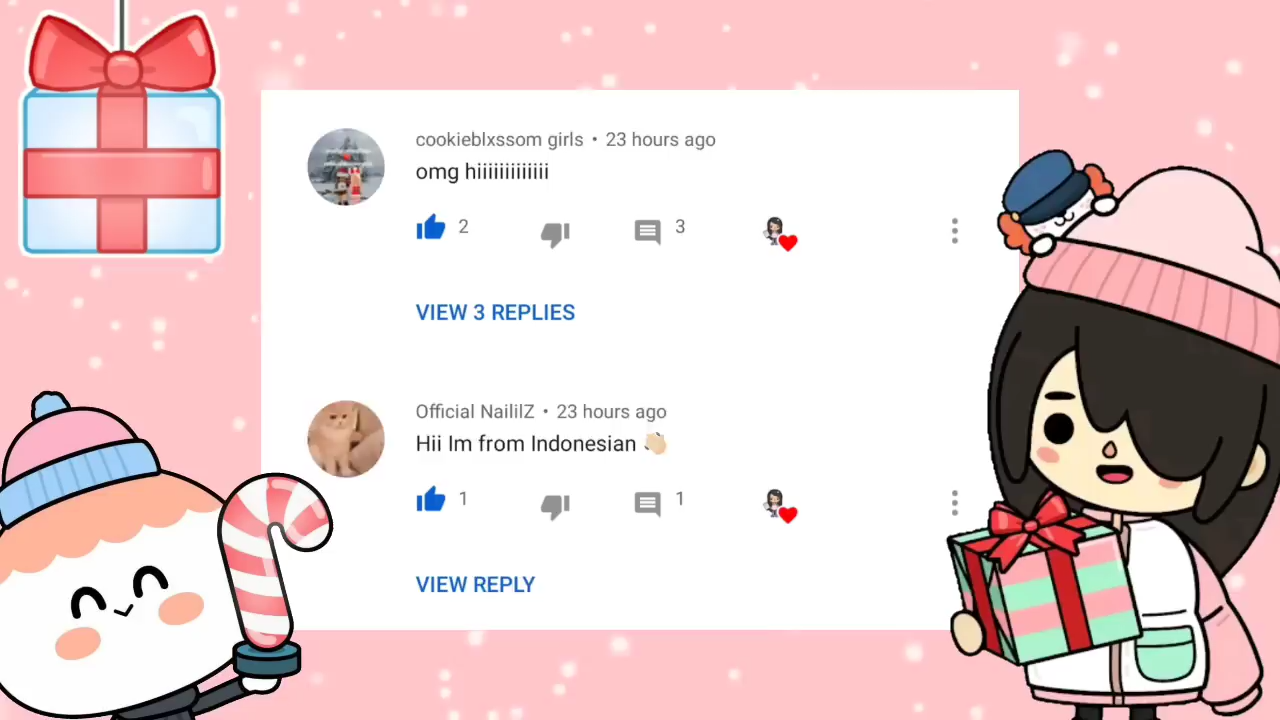 cookieblxssom girls • 23 hours ago
omg hiiiiiiiiiiiii
2
3
VIEW 3 REPLIES
Official NaililZ • 23 hours ago
Hii Im from Indonesian 👋🏻
1
1
VIEW REPLY